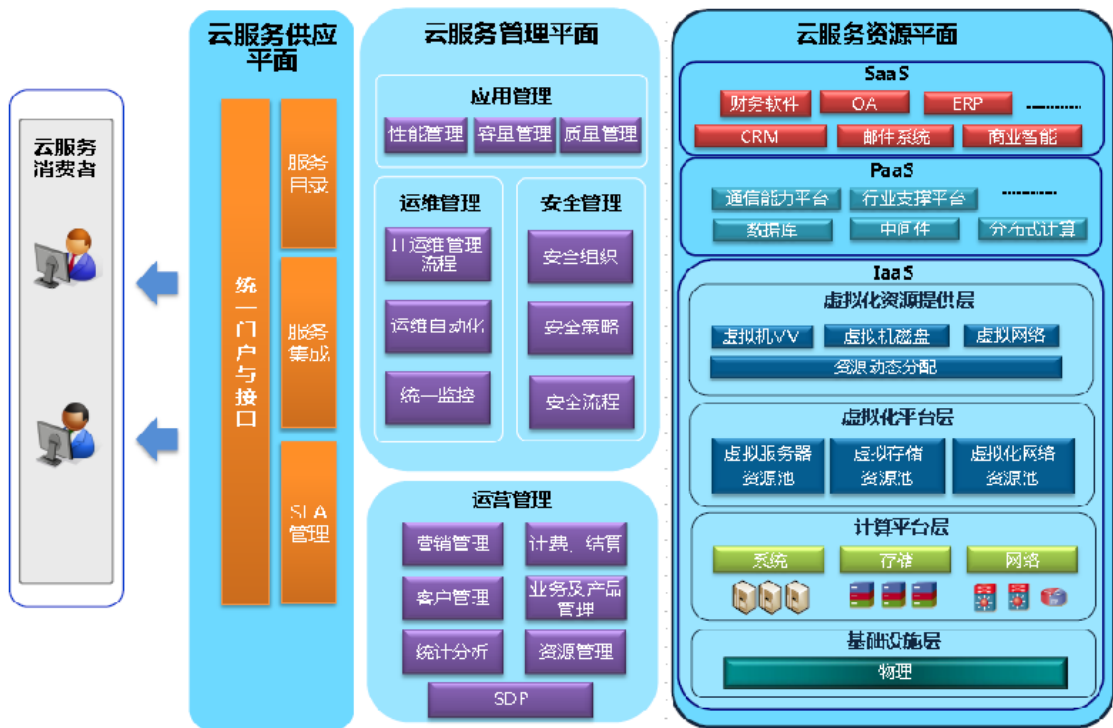 云服务
消费者
云服务供应
平面
统一门户与接口
服务
目录
服务
集成
SLA
管理
云服务管理平面
应用管理
性能管理
容量管理
质量管理
运维管理
IT运维管理
流程
运维自动化
统一监控
安全管理
安全组织
安全策略
安全流程
运营管理
营销管理
计费、结算
客户管理
业务及产品
管理
统计分析
资源管理
SDP
云服务资源平面
SaaS
财务软件
OA
ERP
CRM
邮件系统
商业智能
PaaS
通信能力平台
行业支撑平台
数据库
中间件
分布式计算
IaaS
虚拟化资源提供层
虚拟机VV
虚拟机磁盘
虚拟网络
资源动态分配
虚拟化平台层
虚拟服务器
资源池
虚拟存储
资源池
虚拟化网络
资源池
计算平台层
系统
存储
网络
基础设施层
物理